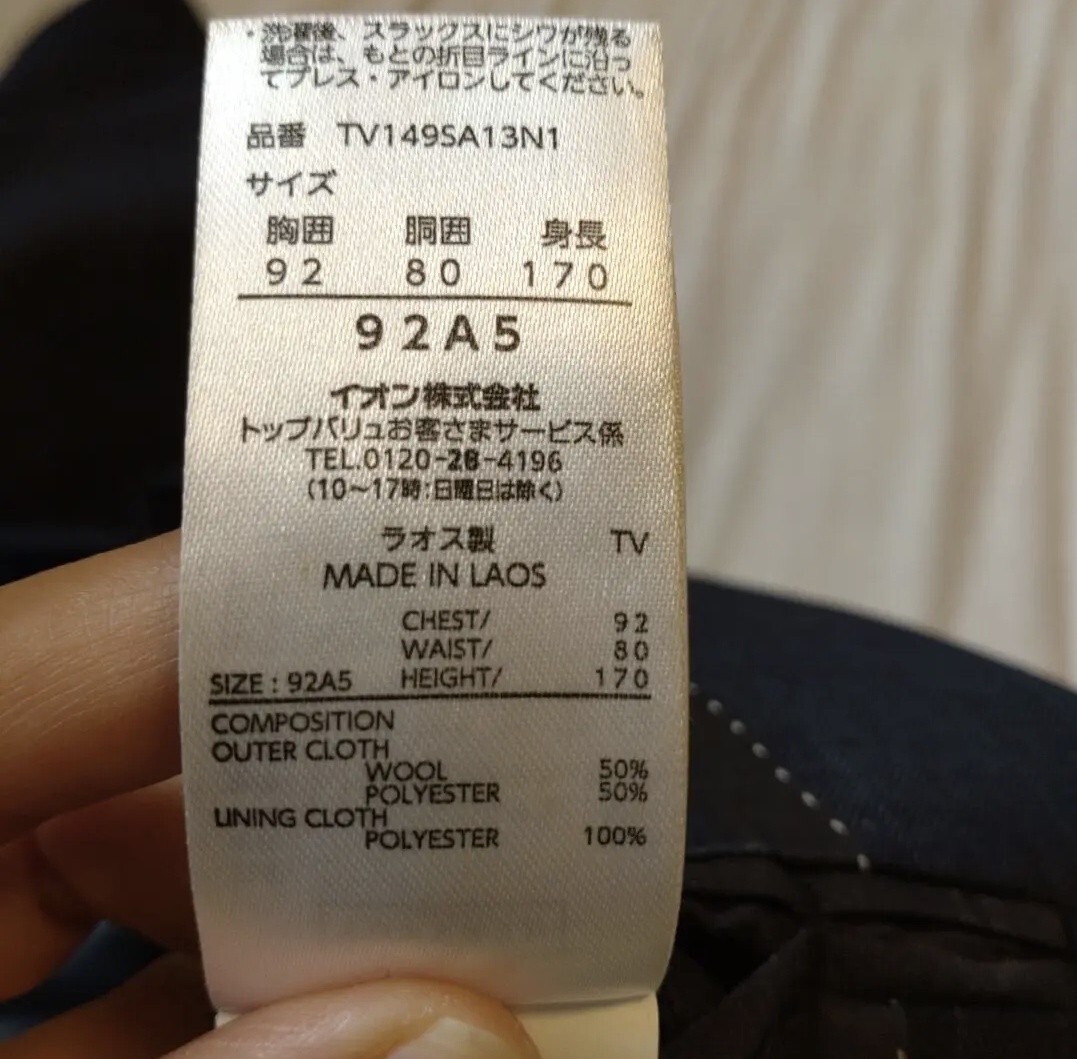 ・洗濯後、スラックスにシワが残る
場合は、もとの折目ラインに沿っ
てプレス・アイロンしてください。
品番 TV149SA13N1
サイズ
胸囲 胴囲 身長
92 80 170
92A5
イオン株式会社
トップバリュお客さまサービス係
TEL.0120-28-4196
(10～17時:日曜日は除く)
ラオス製 TV
MADE IN LAOS
CHEST/ 92
WAIST/ 80
SIZE : 92A5 HEIGHT/ 170
COMPOSITION
OUTER CLOTH
WOOL 50%
POLYESTER 50%
LINING CLOTH
POLYESTER 100%